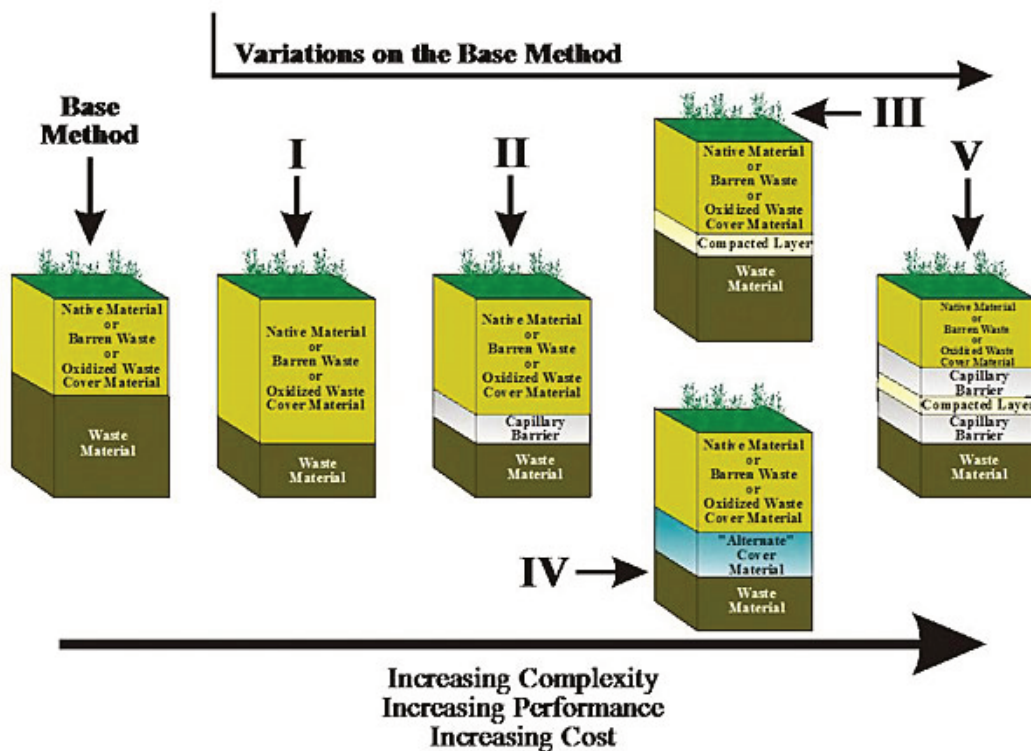 Variations on the Base Method
Base
Method
I
II
III
V
Native Material
or
Barren Waste
or
Oxidized Waste
Cover Material
Waste
Material
Native Material
or
Barren Waste
or
Oxidized Waste
Cover Material
Waste
Material
Native Material
or
Barren Waste
or
Oxidized Waste
Cover Material
Capillary
Barrier
Waste
Material
Native Material
or
Barren Waste
or
Oxidized Waste
Cover Material
Compacted Layer
Waste
Material
IV
Native Material
or
Barren Waste
or
Oxidized Waste
Cover Material
"Alternate"
Cover
Material
Waste
Material
Native Material
or
Barren Waste
or
Oxidized Waste
Cover Material
Capillary
Barrier
Compacted Layer
Capillary
Barrier
Waste
Material
Increasing Complexity
Increasing Performance
Increasing Cost